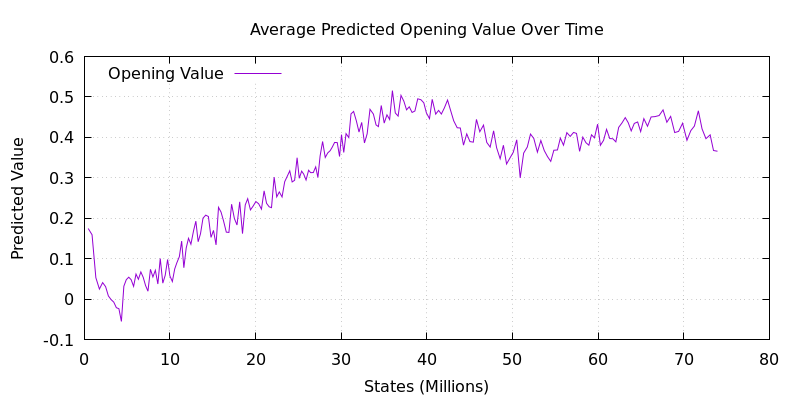 Average Predicted Opening Value Over Time
Opening Value
Predicted Value
0.6
0.5
0.4
0.3
0.2
0.1
0
-0.1
0 10 20 30 40 50 60 70 80
States (Millions)